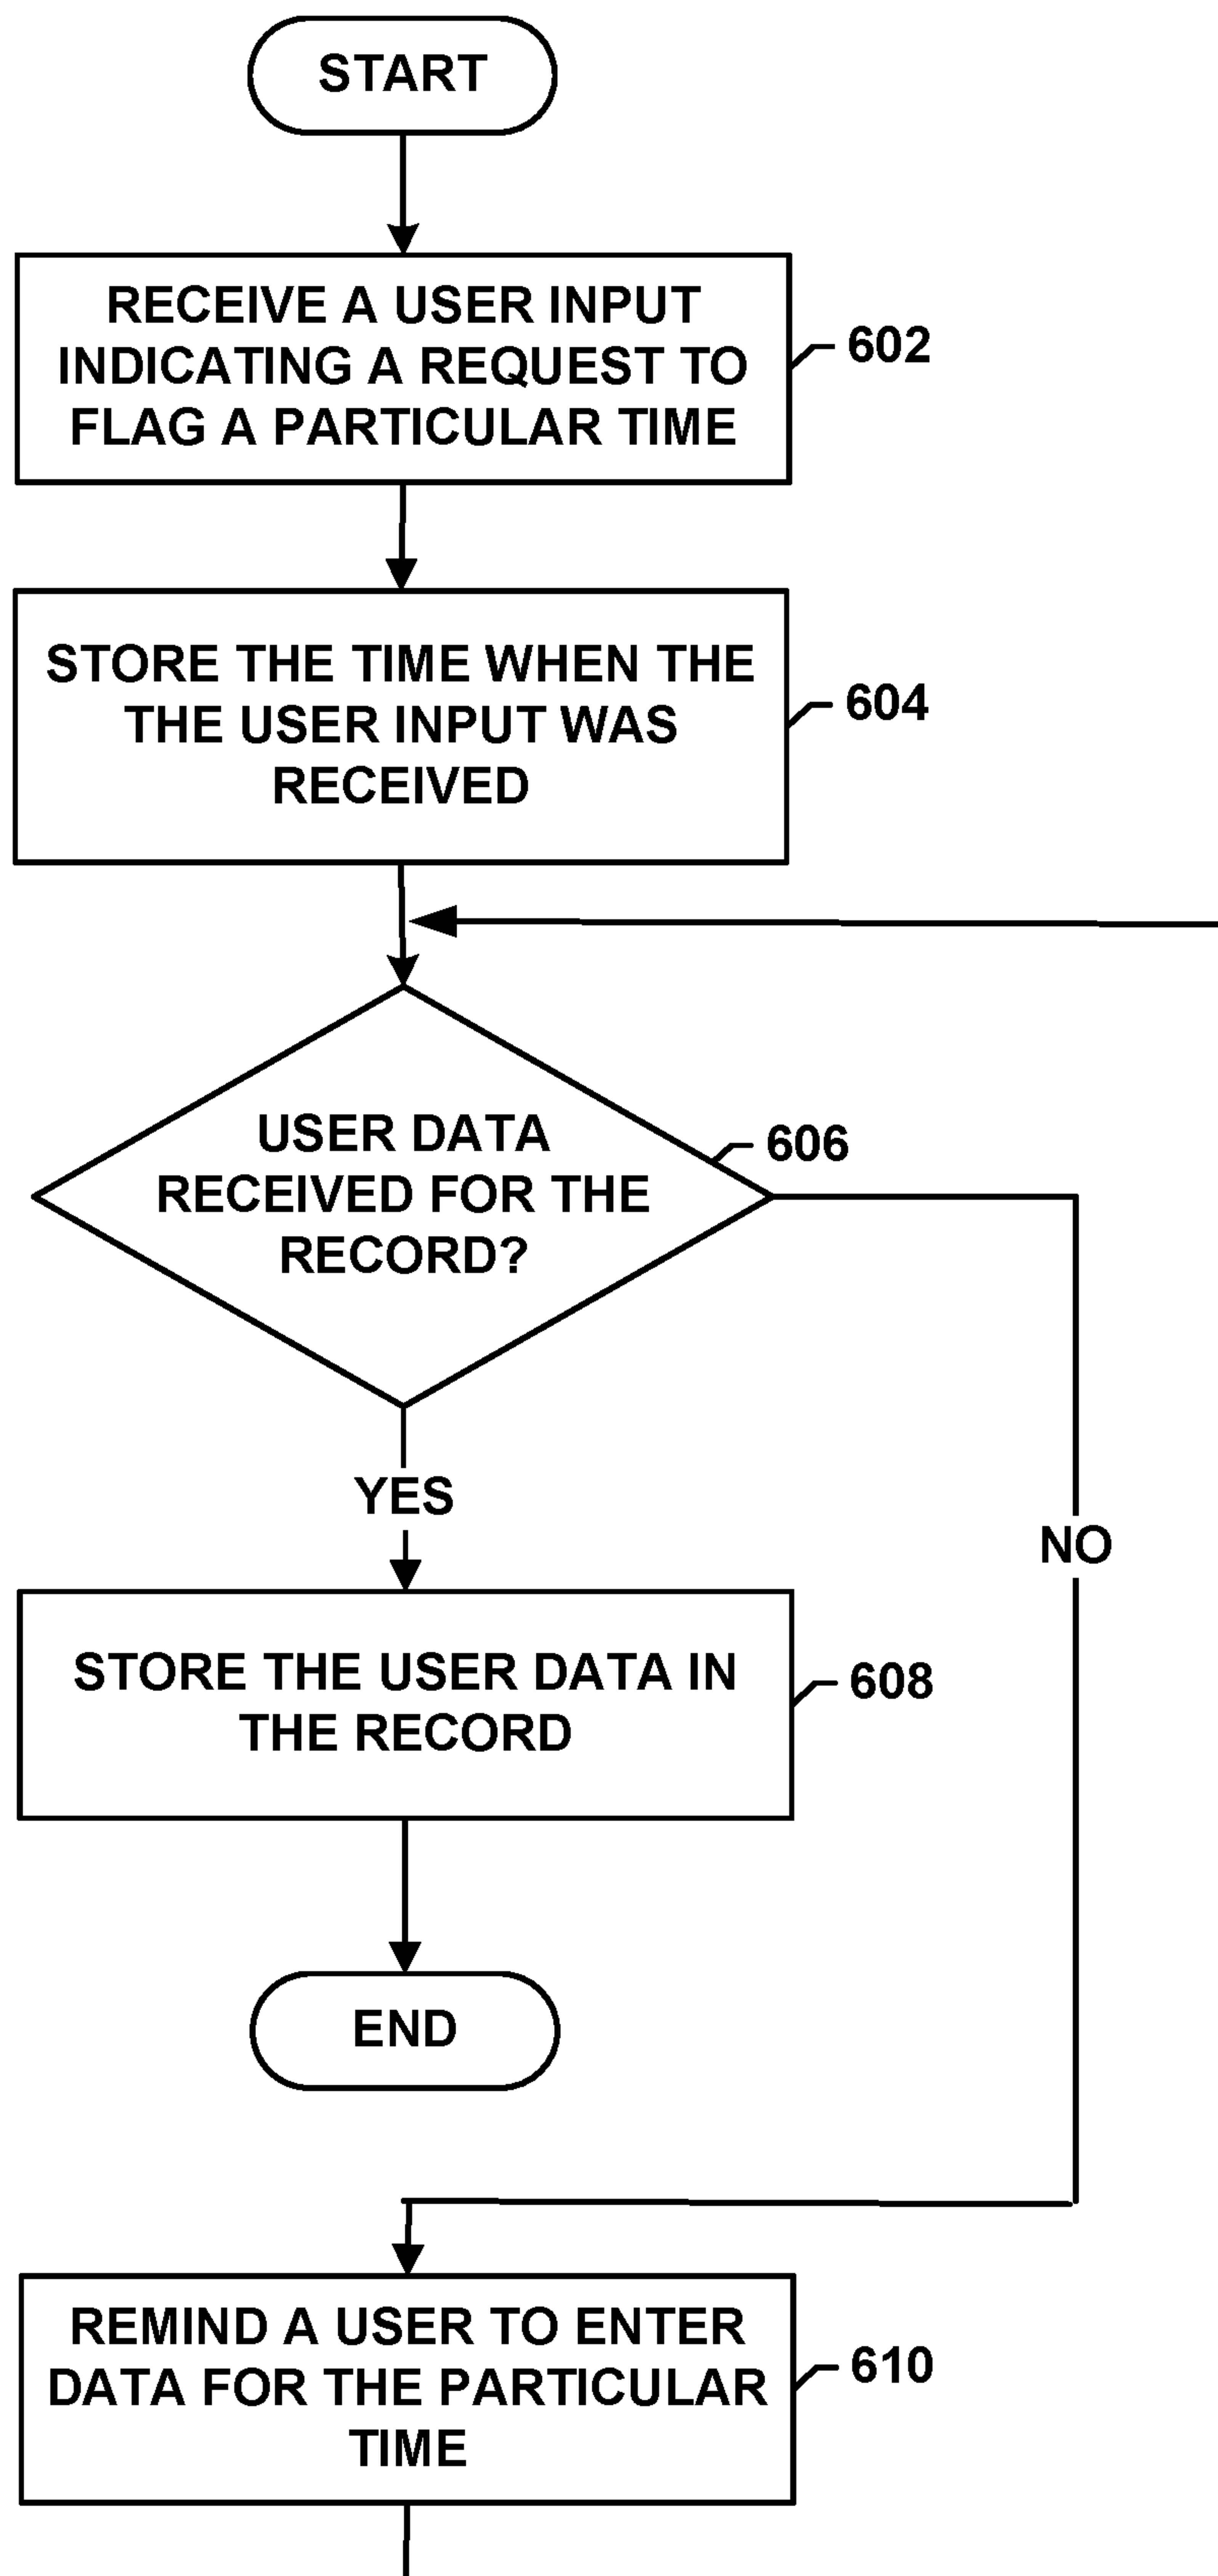 START
RECEIVE A USER INPUT
INDICATING A REQUEST TO
FLAG A PARTICULAR TIME
602
STORE THE TIME WHEN THE
THE USER INPUT WAS
RECEIVED
604
USER DATA
RECEIVED FOR THE
RECORD?
606
YES
NO
STORE THE USER DATA IN
THE RECORD
608
END
REMIND A USER TO ENTER
DATA FOR THE PARTICULAR
TIME
610